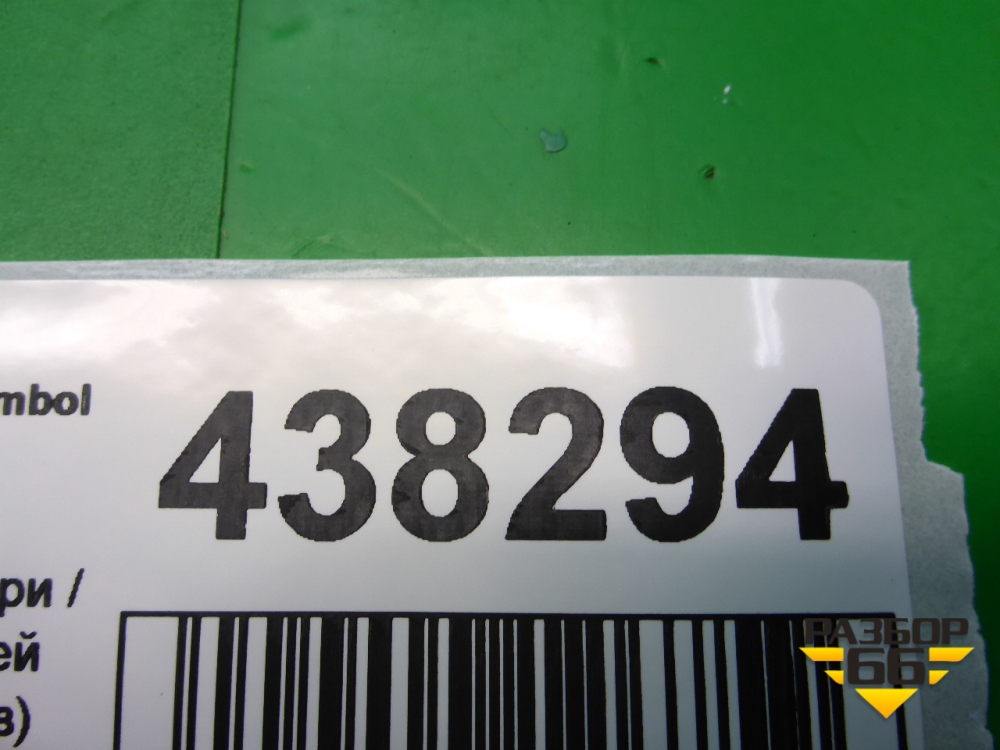 mbol
438294
ри /
ей
в)
РАЗБОР
66